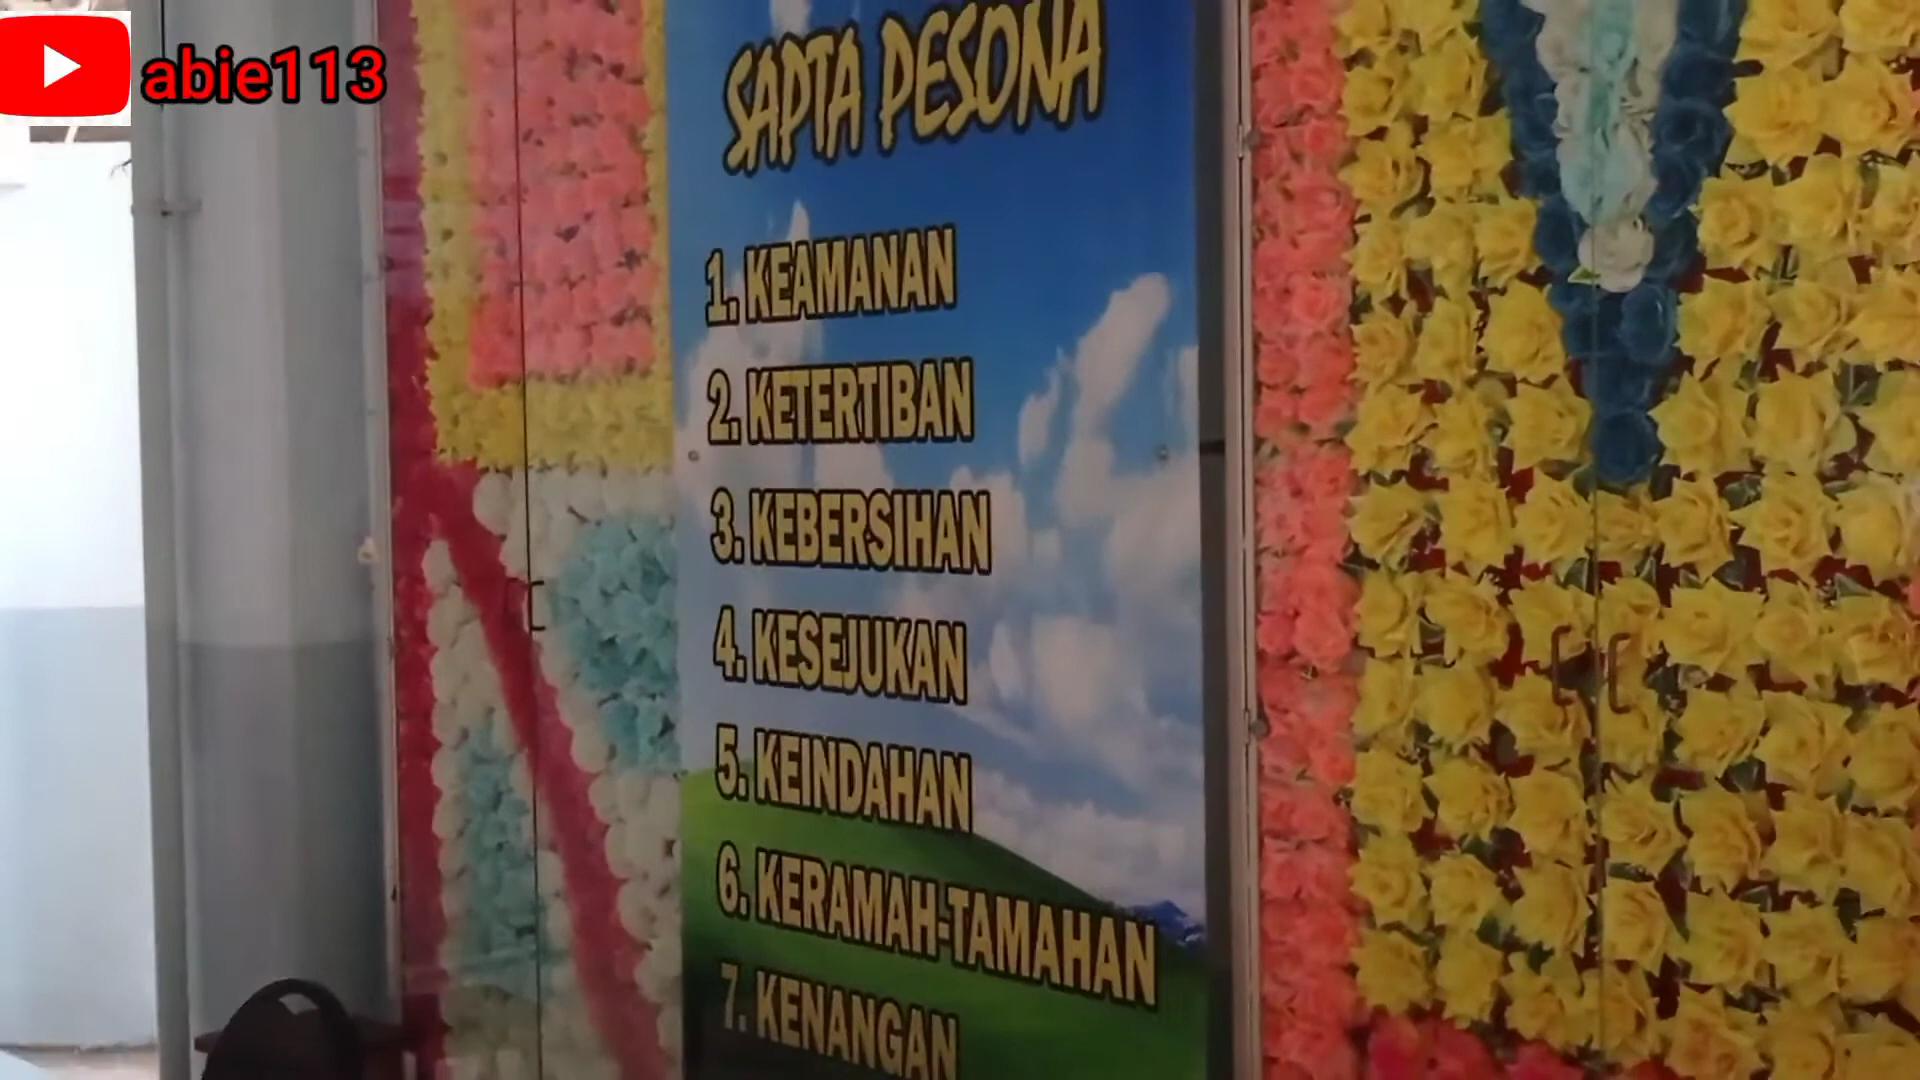 abie113
SAPTA PESONA
1. KEAMANAN
2. KETERTIBAN
3. KEBERSIHAN
4. KESEJUKAN
5. KEINDAHAN
6. KERAMAH-TAMAHAN
7. KENANGAN